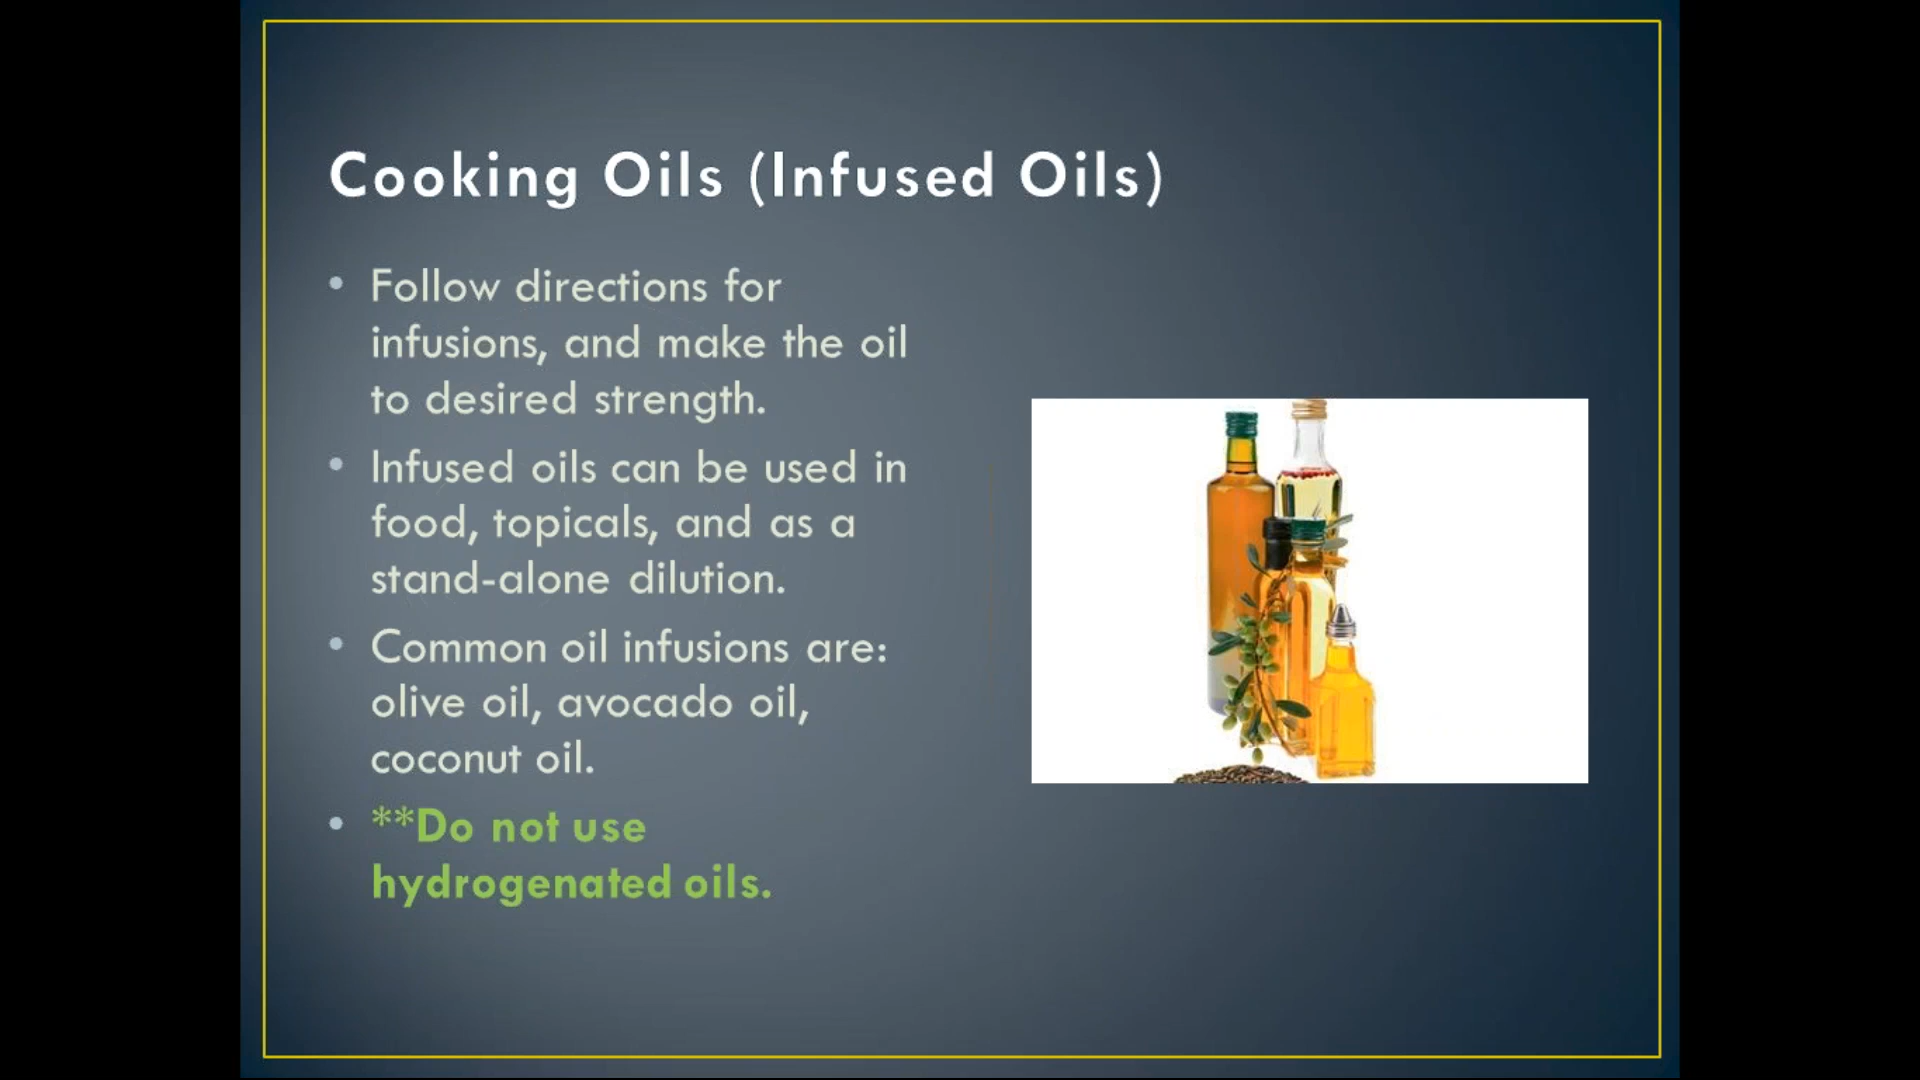 Cooking Oils (Infused Oils)
• Follow directions for
infusions, and make the oil
to desired strength.
• Infused oils can be used in
food, topicals, and as a
stand-alone dilution.
• Common oil infusions are:
olive oil, avocado oil,
coconut oil.
• **Do not use
hydrogenated oils.